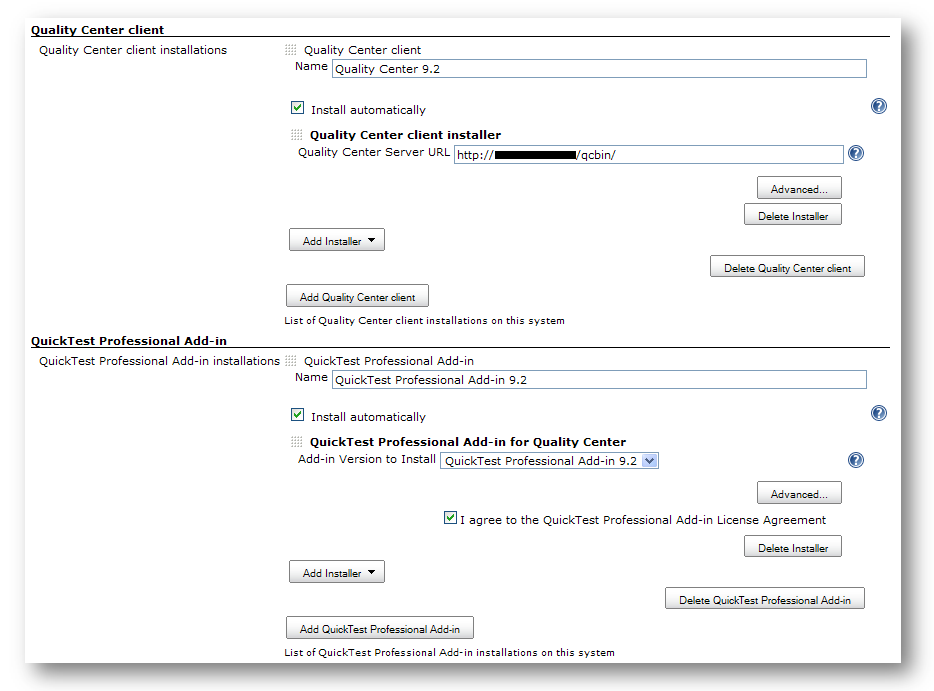 Quality Center client
Quality Center client installations
Quality Center client
Name Quality Center 9.2
Install automatically
Quality Center client installer
Quality Center Server URL http:// /qcbin/
Advanced...
Delete Installer
Add Installer
Delete Quality Center client
Add Quality Center client
List of Quality Center client installations on this system
QuickTest Professional Add-in
QuickTest Professional Add-in installations
QuickTest Professional Add-in
Name QuickTest Professional Add-in 9.2
Install automatically
QuickTest Professional Add-in for Quality Center
Add-in Version to Install QuickTest Professional Add-in 9.2
Advanced...
I agree to the QuickTest Professional Add-in License Agreement
Delete Installer
Add Installer
Delete QuickTest Professional Add-in
Add QuickTest Professional Add-in
List of QuickTest Professional Add-in installations on this system